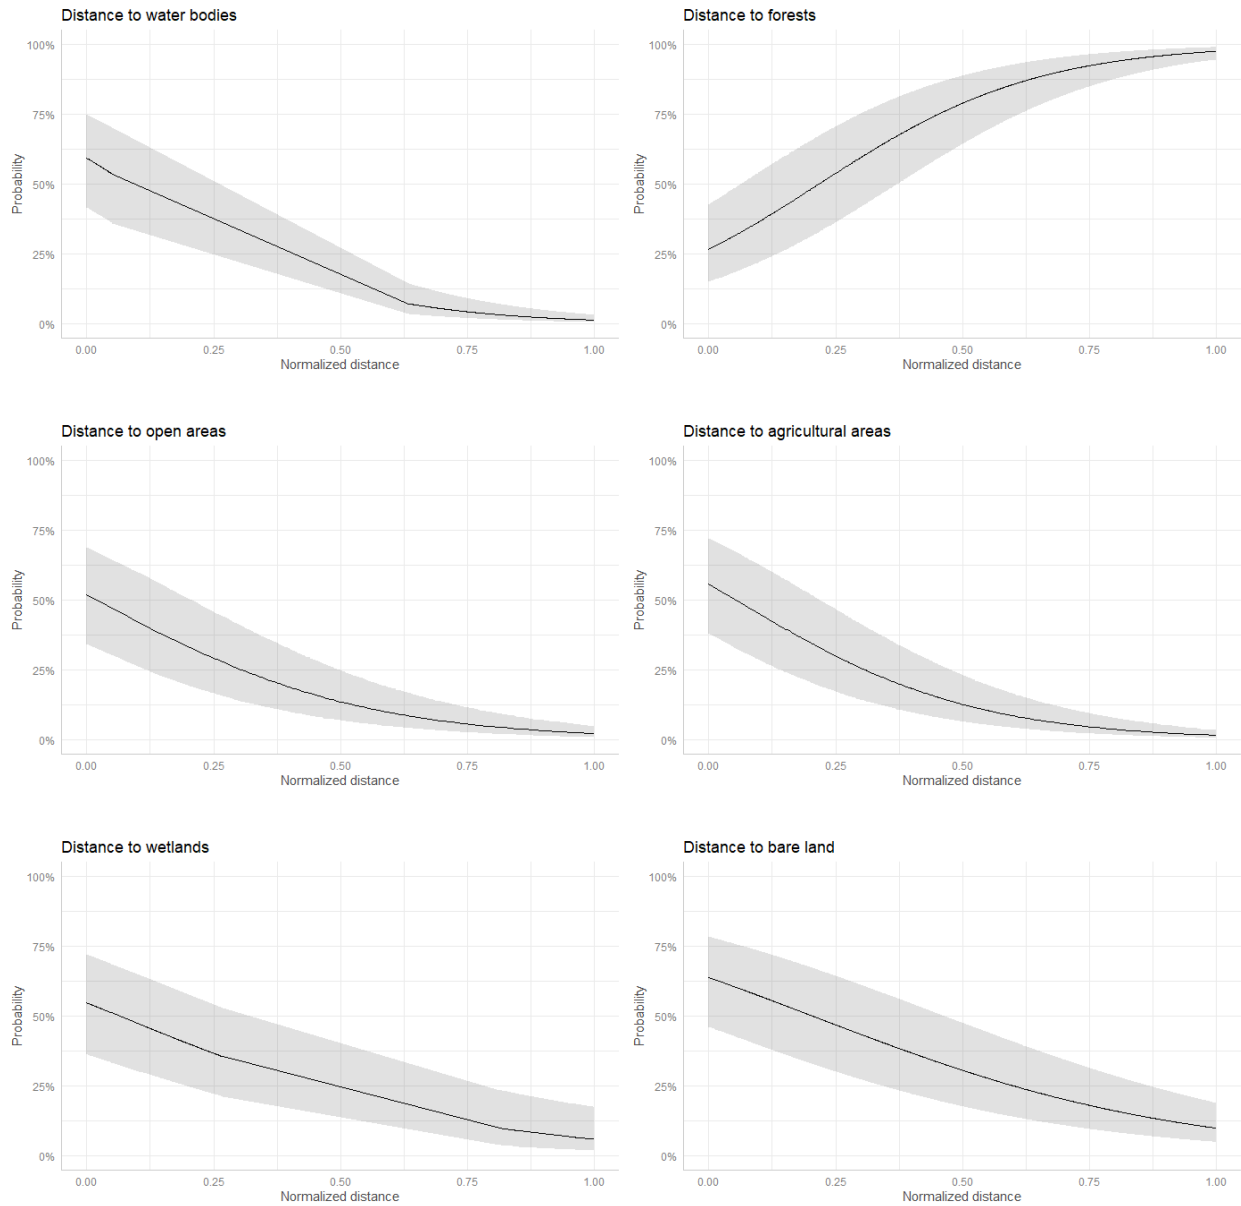 Distance to water bodies
100%
75%
50%
25%
0%
Probability
0.00 0.25 0.50 0.75 1.00
Normalized distance
Distance to forests
100%
75%
50%
25%
0%
Probability
0.00 0.25 0.50 0.75 1.00
Normalized distance
Distance to open areas
100%
75%
50%
25%
0%
Probability
0.00 0.25 0.50 0.75 1.00
Normalized distance
Distance to agricultural areas
100%
75%
50%
25%
0%
Probability
0.00 0.25 0.50 0.75 1.00
Normalized distance
Distance to wetlands
100%
75%
50%
25%
0%
Probability
0.00 0.25 0.50 0.75 1.00
Normalized distance
Distance to bare land
100%
75%
50%
25%
0%
Probability
0.00 0.25 0.50 0.75 1.00
Normalized distance